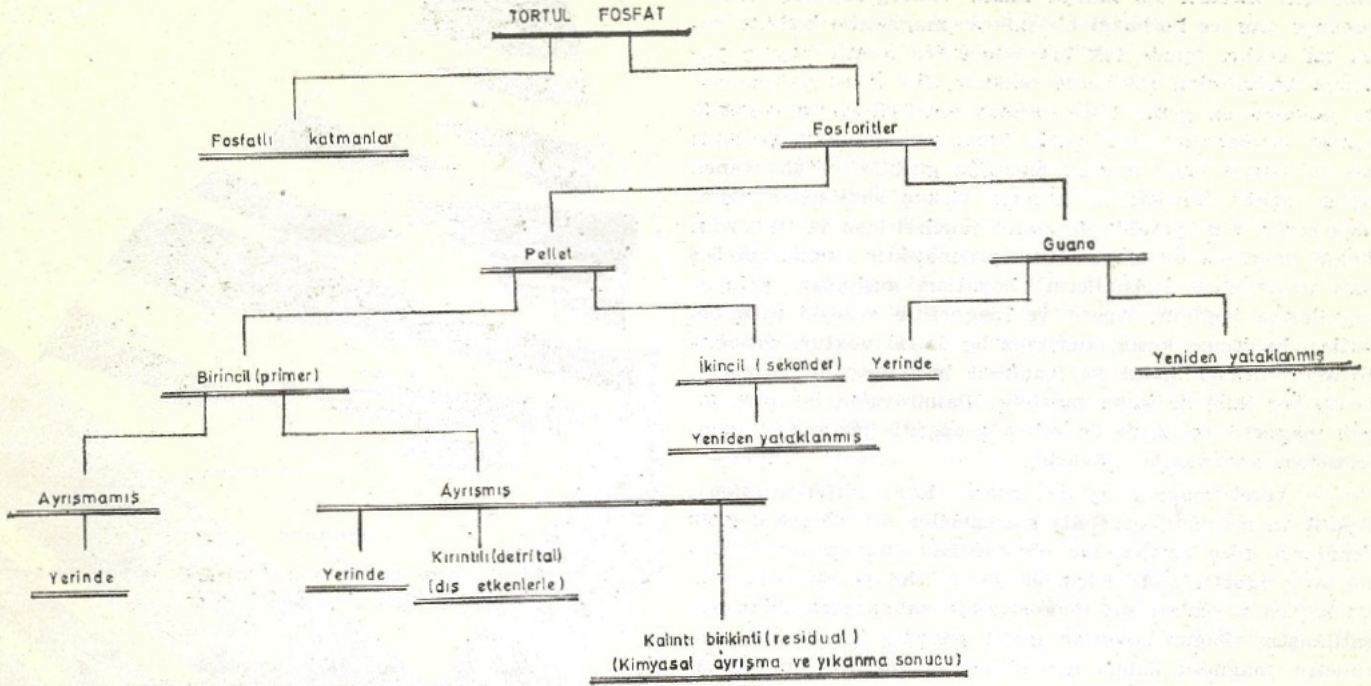 TORTUL FOSFAT
Fosfatlı katmanlar
Fosforitler
Pellet
Guano
Birincil (primer)
İkincil ( sekonder)
Yerinde
Yeniden yataklanmış
Yeniden yataklanmış
Ayrışmamış
Ayrışmış
Yerinde
Yerinde
Kırıntılı (detrital)
(dış etkenlerle)
Kalıntı birikinti (residual)
(Kimyasal ayrışma ve yıkanma sonucu)